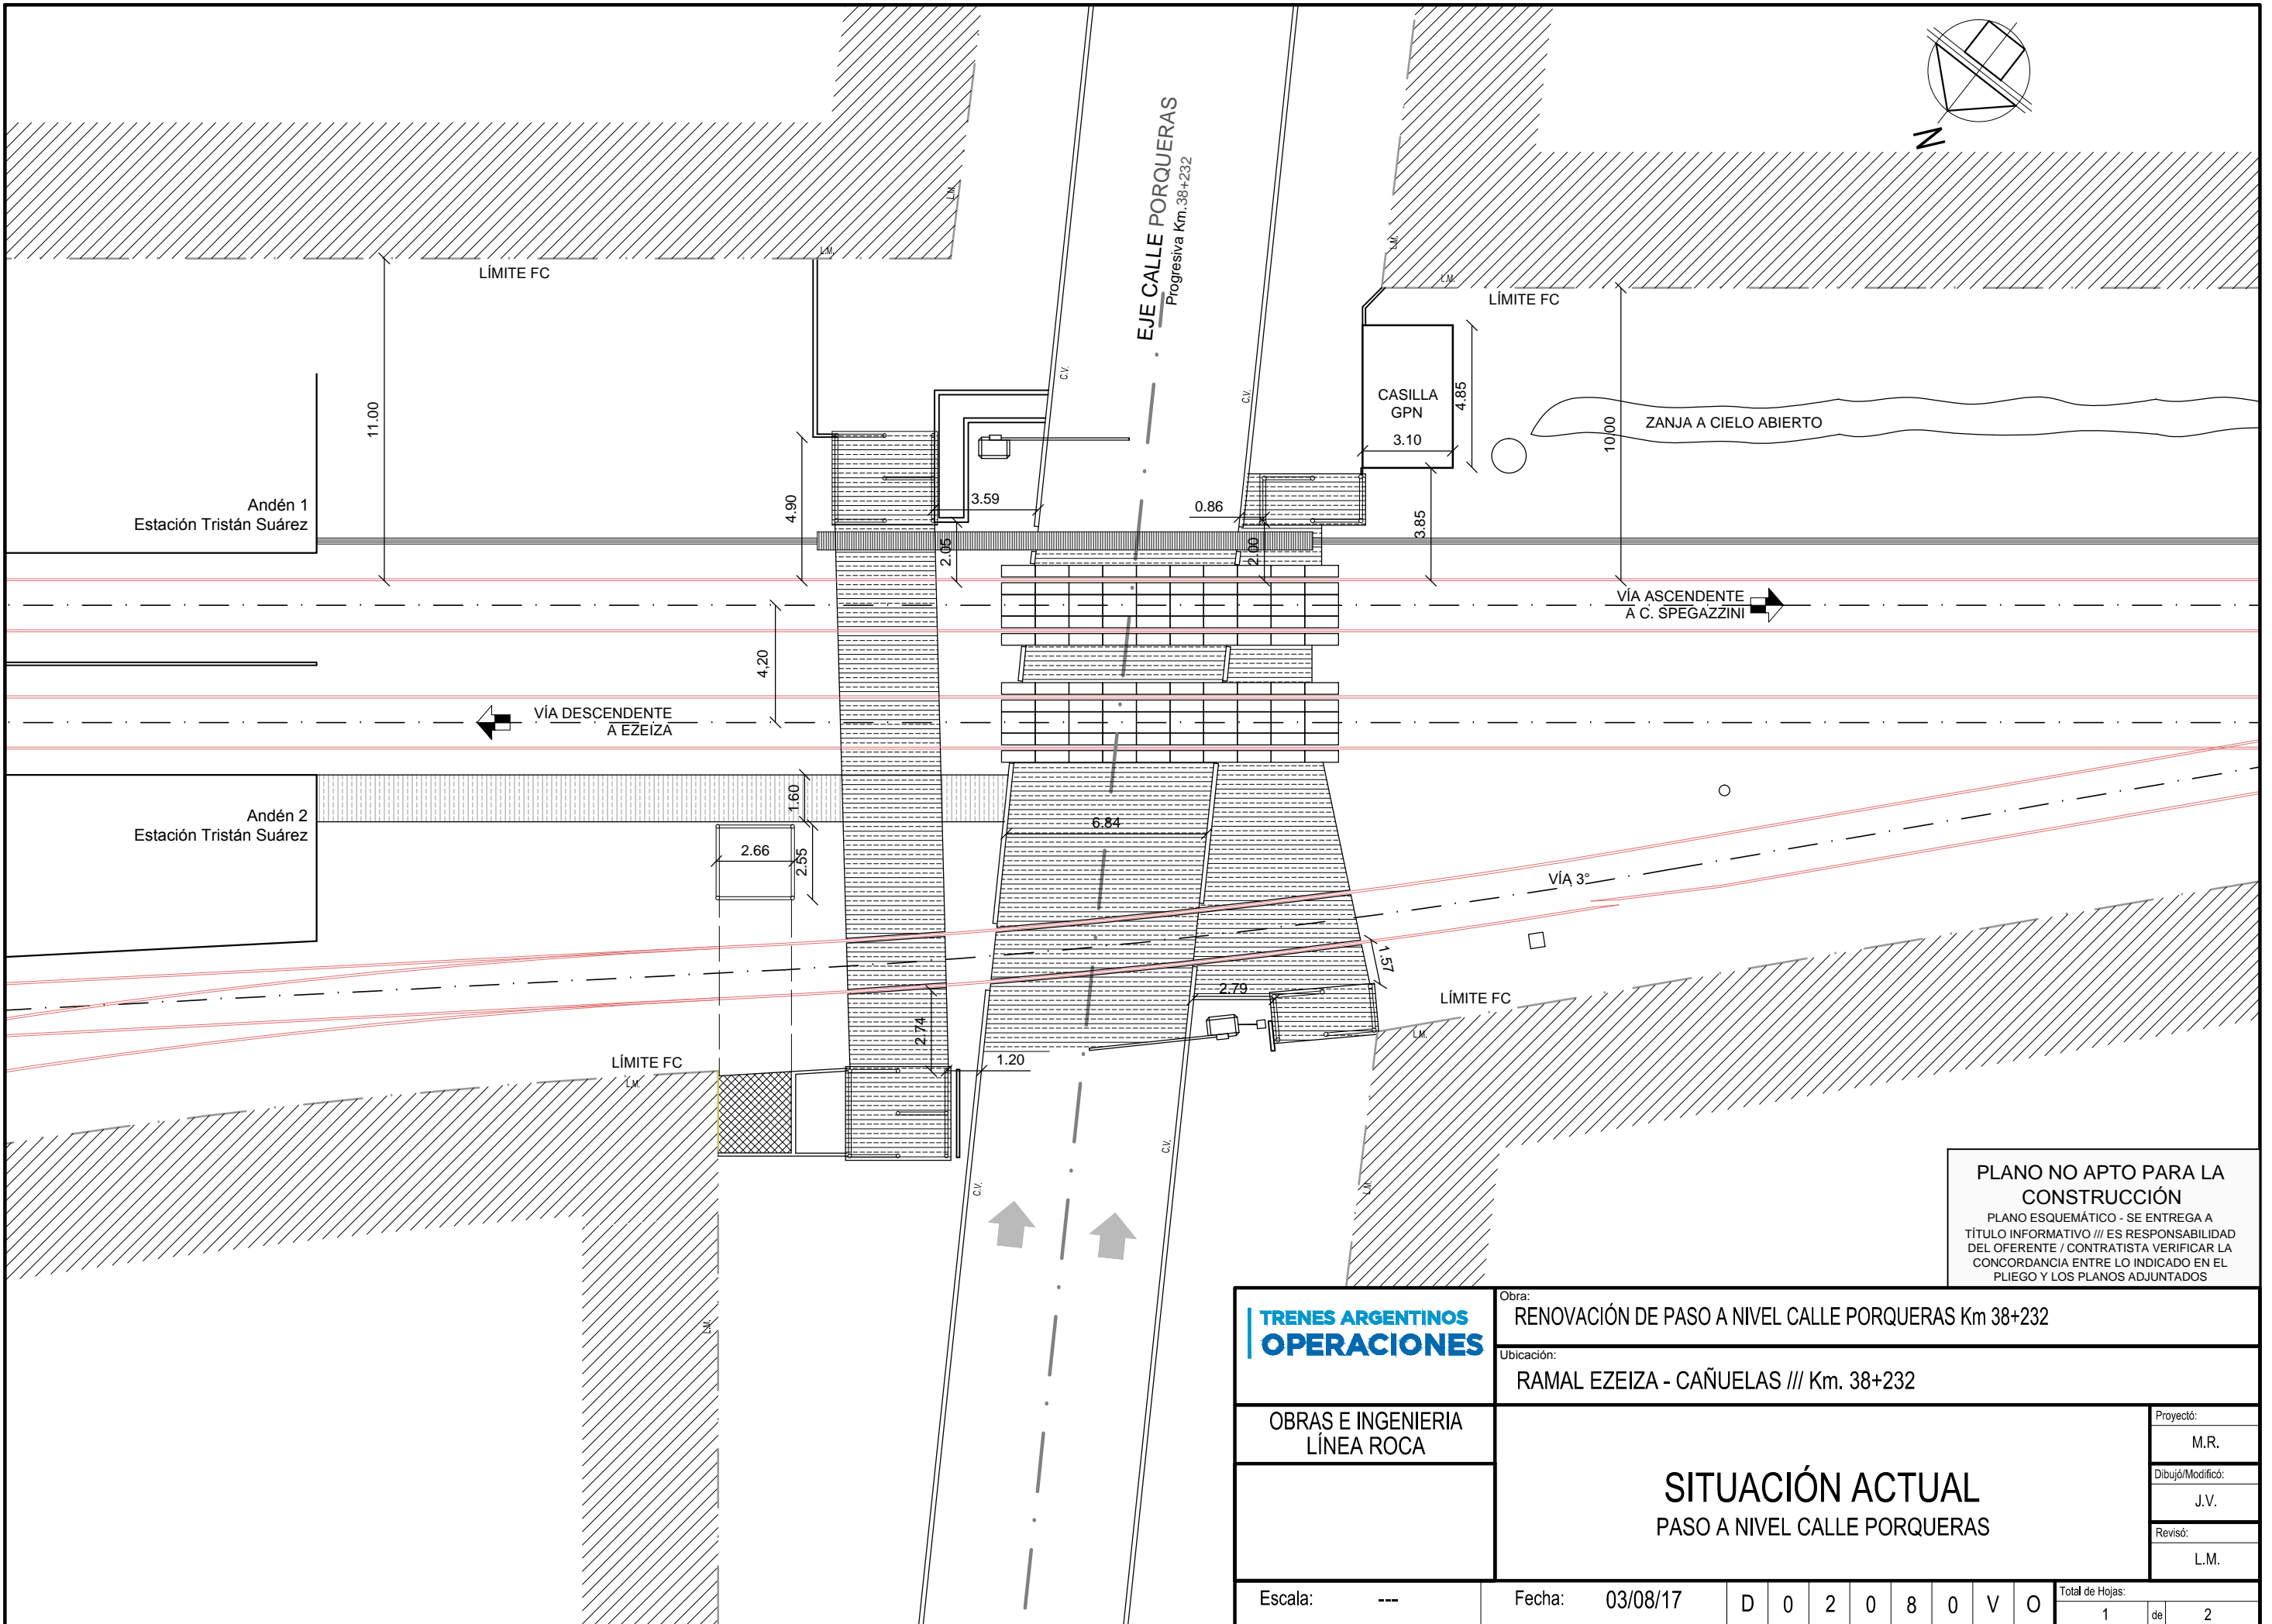 EJE CALLE PORQUERAS
Progresiva Km.38+232
N
L.M.
L.M.
L.M.
L.M.
LÍMITE FC
LÍMITE FC
C.V.
C.V.
11.00
CASILLA
GPN
3.10
4.85
10.00
ZANJA A CIELO ABIERTO
Andén 1
Estación Tristán Suárez
4.90
3.59
0.86
2.05
2.00
3.85
VÍA ASCENDENTE
A C. SPEGAZZINI
4,20
VÍA DESCENDENTE
A EZEIZA
Andén 2
Estación Tristán Suárez
1.60
2.66
2.55
6.84
VÍA 3°
1.57
2.79
2.74
1.20
LÍMITE FC
L.M.
LÍMITE FC
L.M.
C.V.
C.V.
L.M.
L.M.
PLANO NO APTO PARA LA
CONSTRUCCIÓN
PLANO ESQUEMÁTICO - SE ENTREGA A
TÍTULO INFORMATIVO /// ES RESPONSABILIDAD
DEL OFERENTE / CONTRATISTA VERIFICAR LA
CONCORDANCIA ENTRE LO INDICADO EN EL
PLIEGO Y LOS PLANOS ADJUNTADOS
TRENES ARGENTINOS
OPERACIONES
Obra:
RENOVACIÓN DE PASO A NIVEL CALLE PORQUERAS Km 38+232
Ubicación:
RAMAL EZEIZA - CAÑUELAS /// Km. 38+232
OBRAS E INGENIERIA
LÍNEA ROCA
SITUACIÓN ACTUAL
PASO A NIVEL CALLE PORQUERAS
Proyectó:
M.R.
Dibujó/Modificó:
J.V.
Revisó:
L.M.
Escala: ---
Fecha: 03/08/17
D 0 2 0 8 0 V O
Total de Hojas:
1 de 2